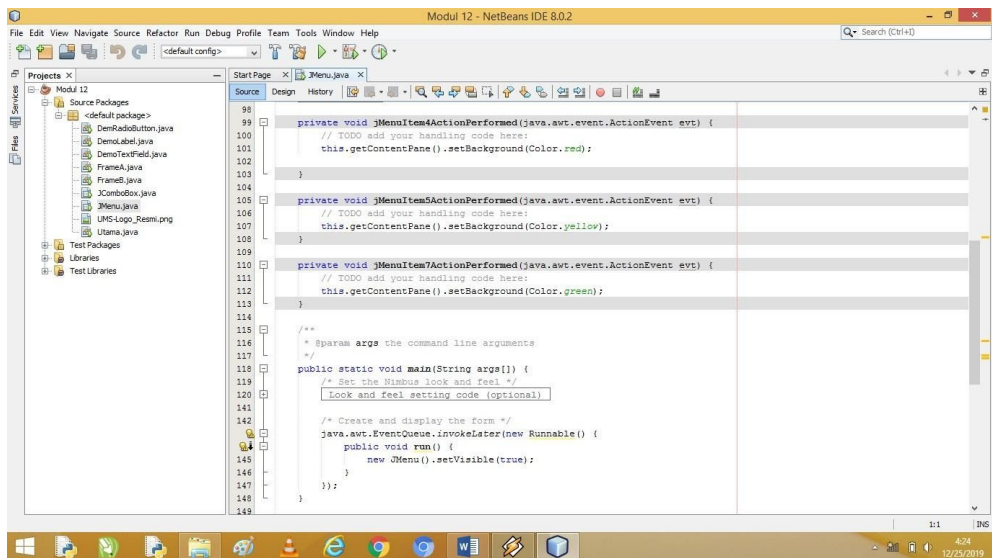 Modul 12 - NetBeans IDE 8.0.2
File Edit View Navigate Source Refactor Run Debug Profile Team Tools Window Help
Search (Ctrl+I)
<default config>
Projects
Start Page
JMenu.java
Services
Files
Source Design History
Modul 12
Source Packages
<default package>
DemRadioButton.java
DemoLabel.java
DemoTextField.java
FrameA.java
FrameB.java
JComboBox.java
JMenu.java
UMS-Logo_Resmi.png
Utama.java
Test Packages
Libraries
Test Libraries
98
99 private void jMenuItem4ActionPerformed(java.awt.event.ActionEvent evt) {
100 // TODO add your handling code here:
101 this.getContentPane().setBackground(Color.red);
102
103 }
104
105 private void jMenuItem5ActionPerformed(java.awt.event.ActionEvent evt) {
106 // TODO add your handling code here:
107 this.getContentPane().setBackground(Color.yellow);
108 }
109
110 private void jMenuItem7ActionPerformed(java.awt.event.ActionEvent evt) {
111 // TODO add your handling code here:
112 this.getContentPane().setBackground(Color.green);
113 }
114
115 /**
116 * @param args the command line arguments
117 */
118 public static void main(String args[]) {
119 /* Set the Nimbus look and feel */
120 Look and feel setting code (optional)
141
142 /* Create and display the form */
java.awt.EventQueue.invokeLater(new Runnable() {
public void run() {
145 new JMenu().setVisible(true);
146 }
147 });
148 }
149
1:1 INS
4:24
12/25/2019